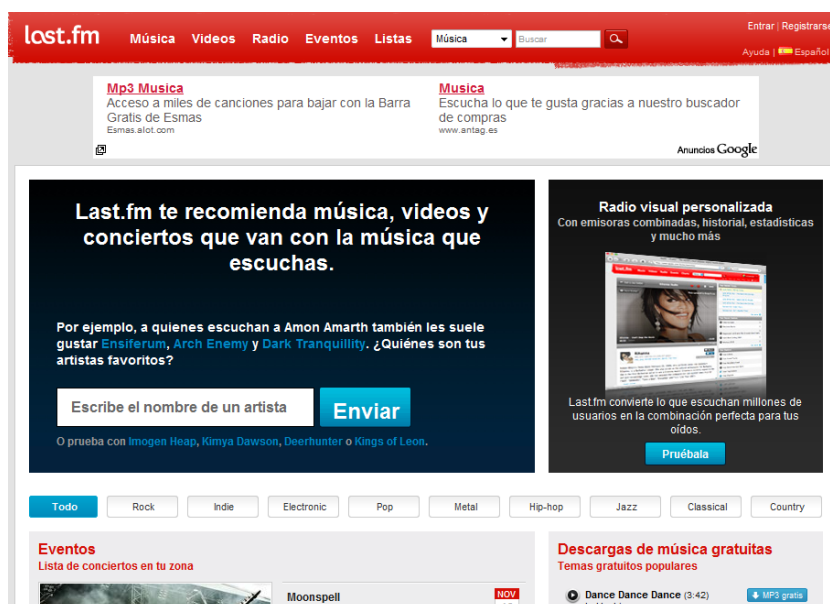 last.fm
Música Videos Radio Eventos Listas Música Buscar
Entrar | Registrarse
Ayuda | Español
Mp3 Musica
Acceso a miles de canciones para bajar con la Barra
Gratis de Esmas
Esmas.alot.com
Musica
Escucha lo que te gusta gracias a nuestro buscador
de compras
www.antag.es
Anuncios Google
Last.fm te recomienda música, videos y
conciertos que van con la música que
escuchas.
Por ejemplo, a quienes escuchan a Amon Amarth también les suele
gustar Ensiferum, Arch Enemy y Dark Tranquillity. ¿Quiénes son tus
artistas favoritos?
Escribe el nombre de un artista
Enviar
O prueba con Imogen Heap, Kimya Dawson, Deerhunter o Kings of Leon.
Radio visual personalizada
Con emisoras combinadas, historial, estadísticas
y mucho más
last.fm
Rihanna
Last.fm convierte lo que escuchan millones de
usuarios en la combinación perfecta para tus
oídos.
Pruébala
Todo Rock Indie Electronic Pop Metal Hip-hop Jazz Classical Country
Eventos
Lista de conciertos en tu zona
Moonspell
NOV
Descargas de música gratuitas
Temas gratuitos populares
Dance Dance Dance (3:42)
MP3 gratis